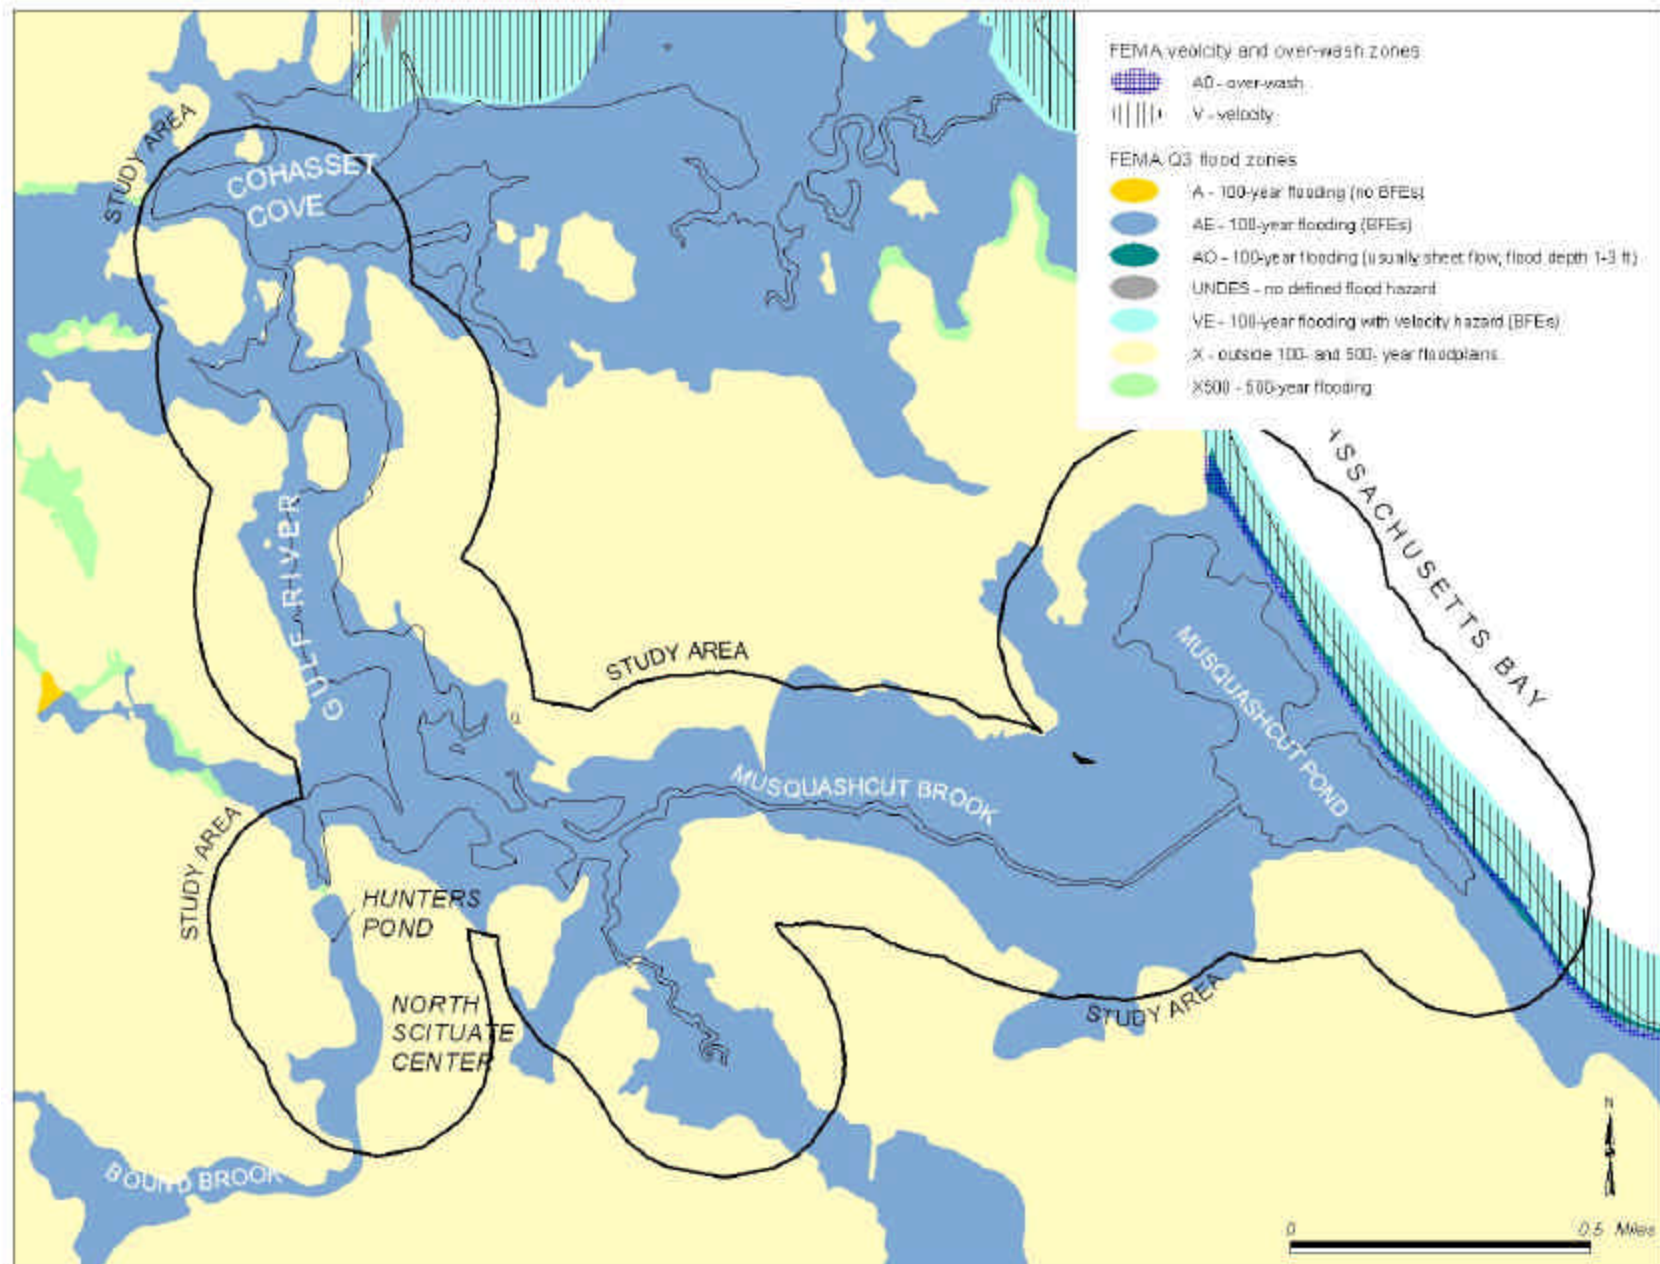 FEMA veolcity and over-wash zones
A0 - over-wash
V - velocity
FEMA Q3 flood zones
A - 100-year flooding (no BFEs)
AE - 100-year flooding (BFEs)
AO - 100-year flooding (usually sheet flow, flood depth 1-3 ft)
UNDES - no defined flood hazard
VE - 100-year flooding with velocity hazard (BFEs)
X - outside 100- and 500- year floodplains
X500 - 500-year flooding
STUDY AREA
COHASSET
COVE
ASSACHUSETTS BAY
GULF RIVER
STUDY AREA
MUSQUASHCUT POND
MUSQUASHCUT BROOK
STUDY AREA
HUNTERS
POND
NORTH
SCITUATE
CENTER
STUDY AREA
BOUND BROOK
N
0 0.5 Miles